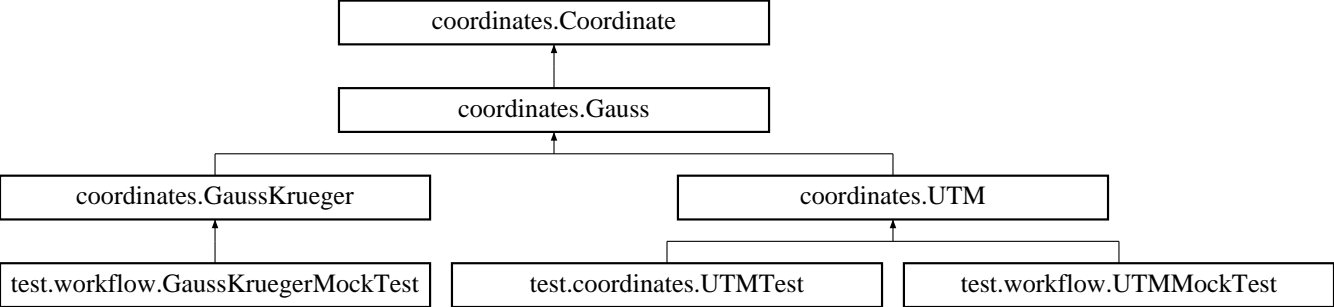 coordinates.Coordinate
coordinates.Gauss
coordinates.GaussKrueger
coordinates.UTM
test.workflow.GaussKruegerMockTest
test.coordinates.UTMTest
test.workflow.UTMMockTest